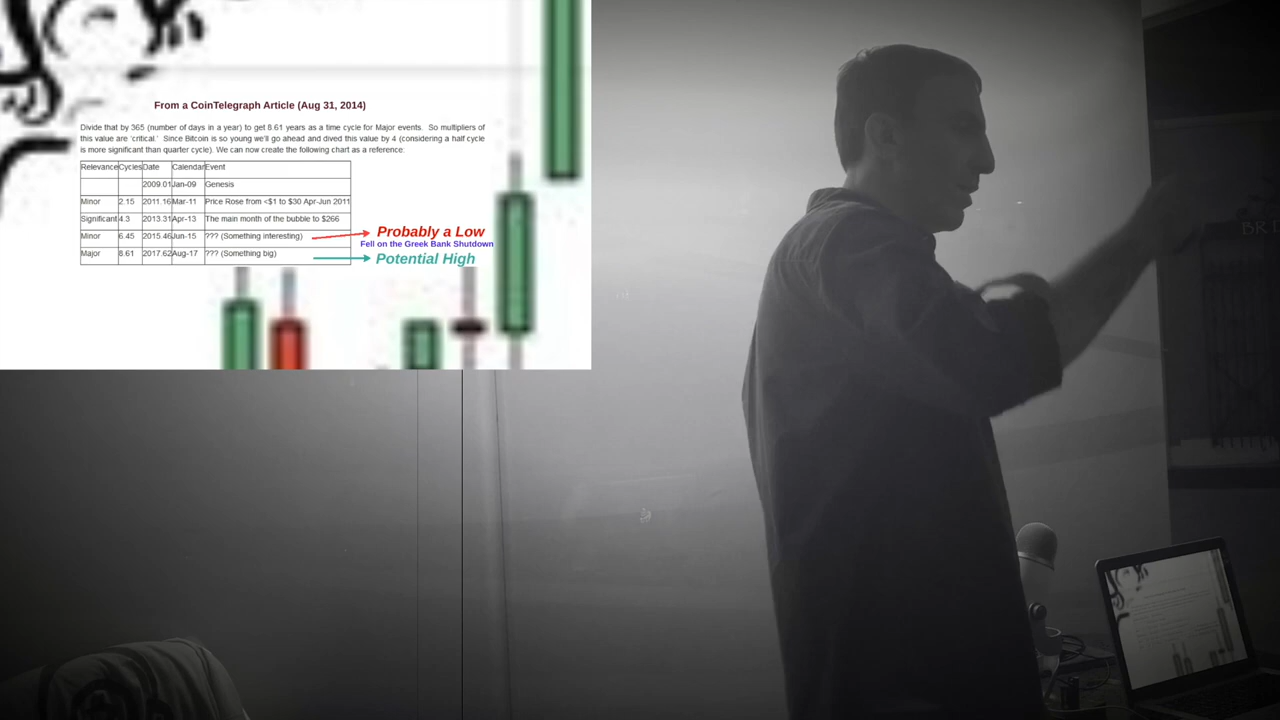 From a CoinTelegraph Article (Aug 31, 2014)
Divide that by 365 (number of days in a year) to get 8.61 years as a time cycle for Major events. So multipliers of
this value are 'critical.' Since Bitcoin is so young we'll go ahead and dived this value by 4 (considering a half cycle
is more significant than quarter cycle). We can now create the following chart as a reference:
Relevance Cycles Date Calendar Event
2009.01 Jan-09 Genesis
Minor 2.15 2011.16 Mar-11 Price Rose from <$1 to $30 Apr-Jun 2011
Significant 4.3 2013.31 Apr-13 The main month of the bubble to $266
Minor 6.45 2015.46 Jun-15 ??? (Something interesting) Probably a Low
Fell on the Greek Bank Shutdown
Major 8.61 2017.62 Aug-17 ??? (Something big) Potential High